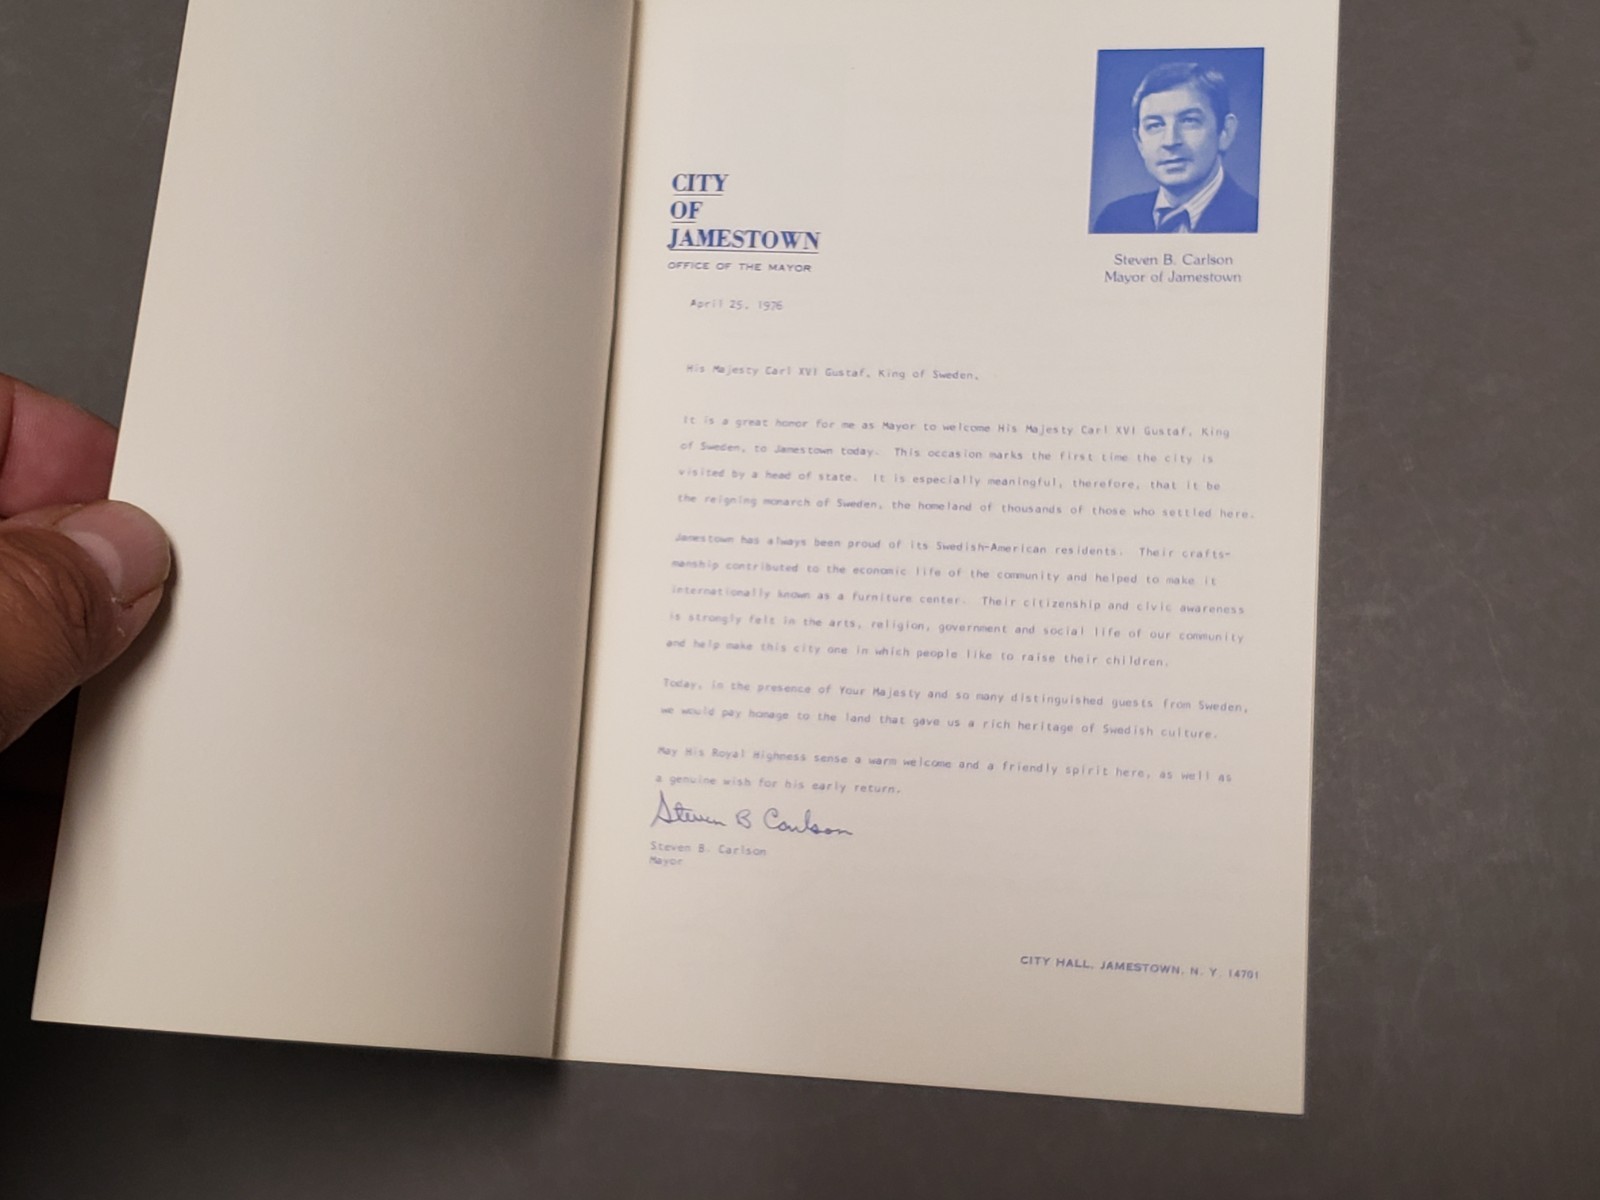 CITY
OF
JAMESTOWN
OFFICE OF THE MAYOR
Steven B. Carlson
Mayor of Jamestown
April 25, 1976
His Majesty Carl XVI Gustaf, King of Sweden,
It is a great honor for me as Mayor to welcome His Majesty Carl XVI Gustaf, King
of Sweden, to Jamestown today. This occasion marks the first time the city is
visited by a head of state. It is especially meaningful, therefore, that it be
the reigning monarch of Sweden, the homeland of thousands of those who settled here.
Jamestown has always been proud of its Swedish-American residents. Their crafts-
manship contributed to the economic life of the community and helped to make it
internationally known as a furniture center. Their citizenship and civic awareness
is strongly felt in the arts, religion, government and social life of our community
and help make this city one in which people like to raise their children.
Today, in the presence of Your Majesty and so many distinguished guests from Sweden,
we would pay homage to the land that gave us a rich heritage of Swedish culture.
May His Royal Highness sense a warm welcome and a friendly spirit here, as well as
a genuine wish for his early return.
Steven B Carlson
Steven B. Carlson
Mayor
CITY HALL, JAMESTOWN, N. Y. 14701